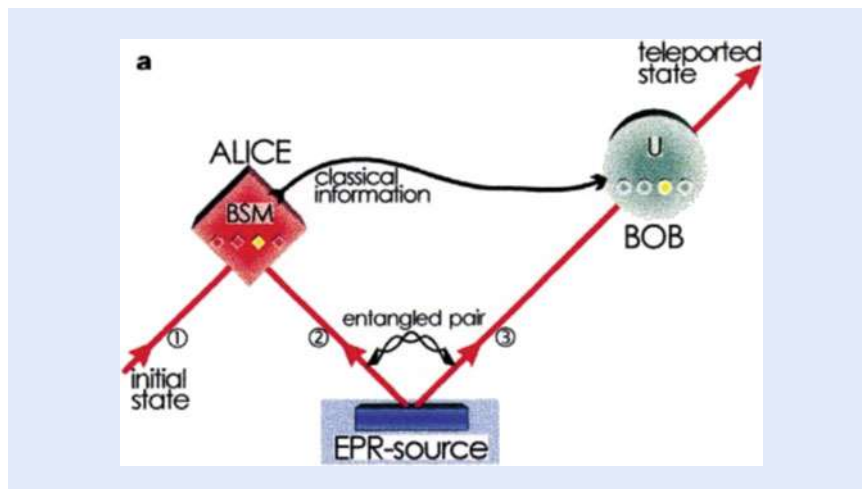 a
teleported
state
ALICE
U
classical
information
BSM
BOB
entangled pair
①
②
③
initial
state
EPR-source